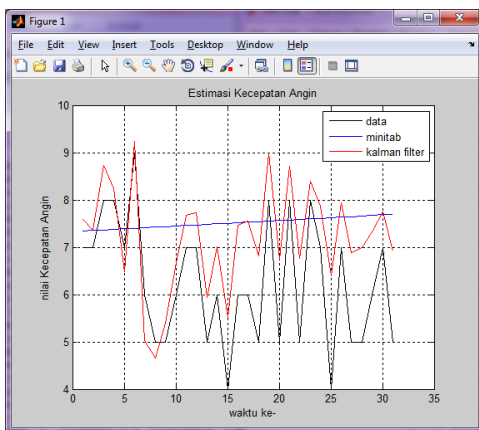 Figure 1
File Edit View Insert Tools Desktop Window Help
Estimasi Kecepatan Angin
data
minitab
kalman filter
nilai Kecepatan Angin
10
9
8
7
6
5
4
0 5 10 15 20 25 30 35
waktu ke-